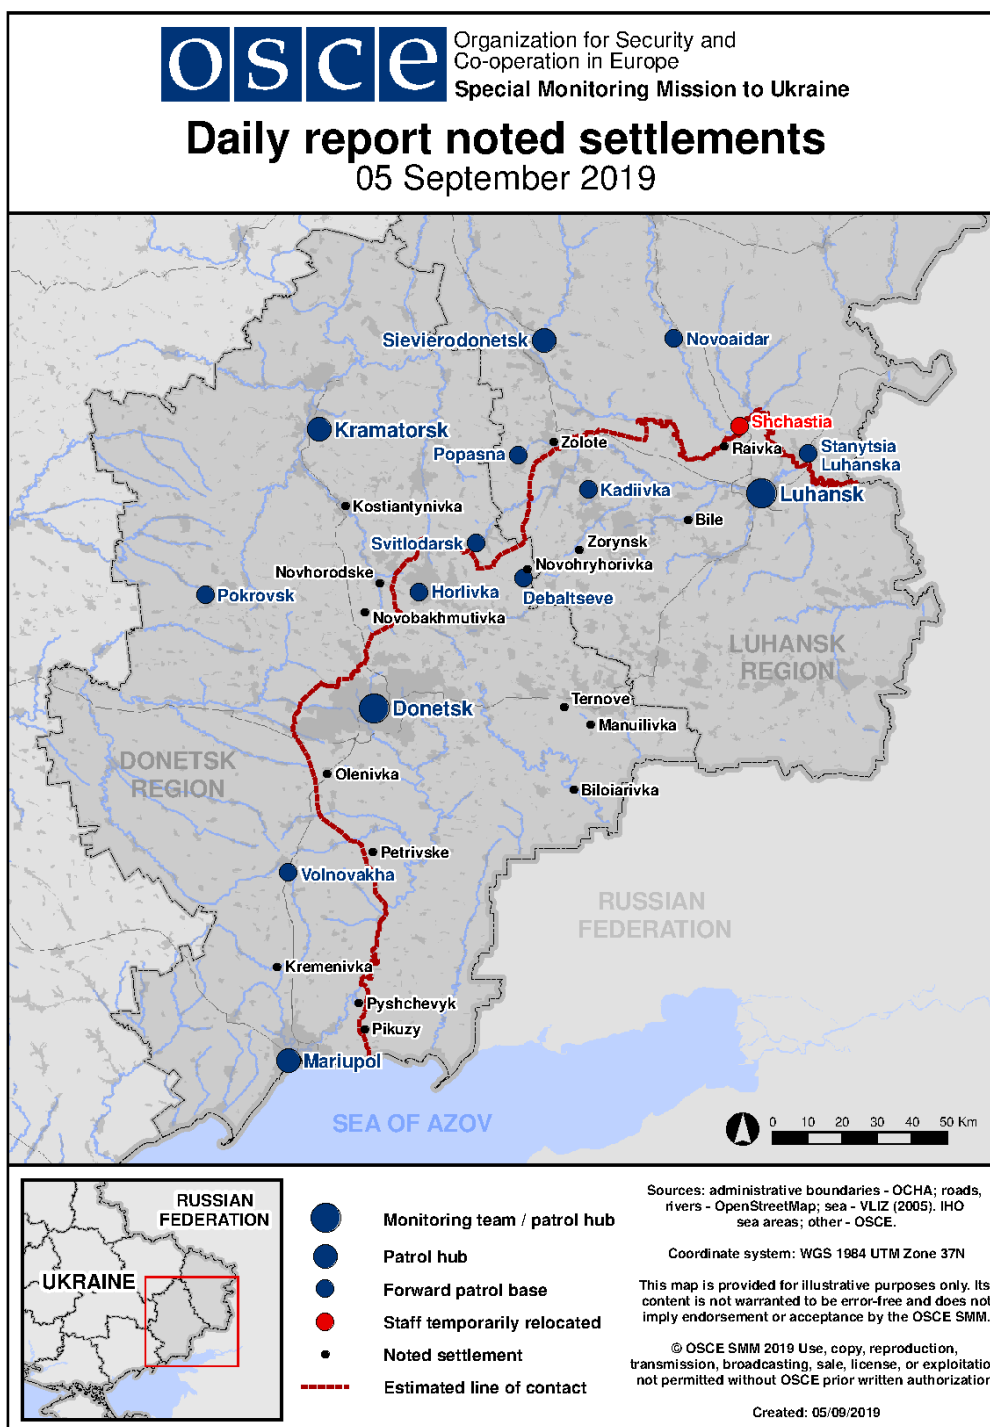 osce
Organization for Security and
Co-operation in Europe
Special Monitoring Mission to Ukraine
Daily report noted settlements
05 September 2019
Sievierodonetsk
Novoaidar
Kramatorsk
Shchastia
Zolote
Raivka
Popasna
Stanytsia
Luhanska
Kadiivka
Luhansk
Kostiantynivka
Bile
Svitlodarsk
Zorynsk
Novohryhorivka
Novhorodske
Horlivka
Debaltseve
Pokrovsk
Novobakhmutivka
LUHANSK
REGION
Ternove
Donetsk
Manuilivka
DONETSK
REGION
Olenivka
Biloiarivka
Petrivske
Volnovakha
RUSSIAN
FEDERATION
Kremenivka
Pyshchevyk
Pikuzy
Mariupol
SEA OF AZOV
0 10 20 30 40 50 Km
RUSSIAN
FEDERATION
UKRAINE
Monitoring team / patrol hub
Patrol hub
Forward patrol base
Staff temporarily relocated
Noted settlement
Estimated line of contact
Sources: administrative boundaries - OCHA; roads,
rivers - OpenStreetMap; sea - VLIZ (2005). IHO
sea areas; other - OSCE.
Coordinate system: WGS 1984 UTM Zone 37N
This map is provided for illustrative purposes only. Its
content is not warranted to be error-free and does not
imply endorsement or acceptance by the OSCE SMM.
© OSCE SMM 2019 Use, copy, reproduction,
transmission, broadcasting, sale, license, or exploitatio
not permitted without OSCE prior written authorization
Created: 05/09/2019